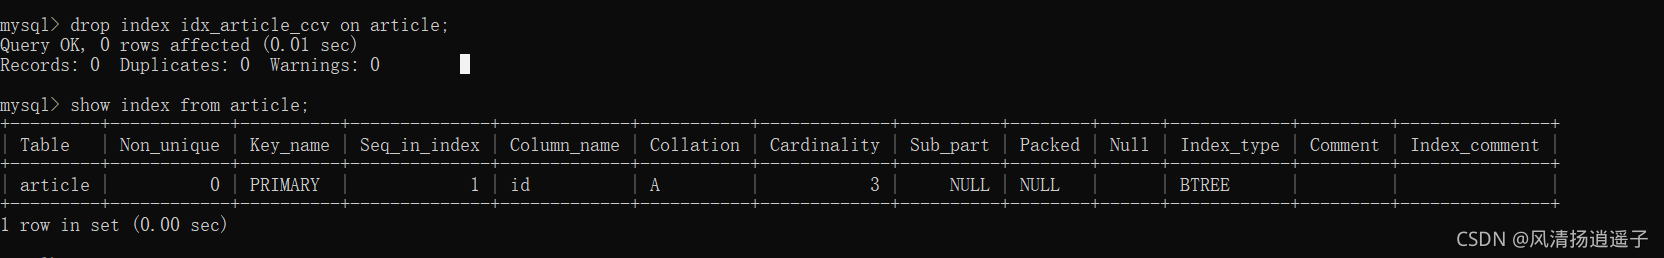 mysql> drop index idx_article_ccv on article;
Query OK, 0 rows affected (0.01 sec)
Records: 0  Duplicates: 0  Warnings: 0
mysql> show index from article;
| Table | Non_unique | Key_name | Seq_in_index | Column_name | Collation | Cardinality | Sub_part | Packed | Null | Index_type | Comment | Index_comment |
| article | 0 | PRIMARY | 1 | id | A | 3 | NULL | NULL | | BTREE | | |
1 row in set (0.00 sec)
CSDN @风清扬逍遥子